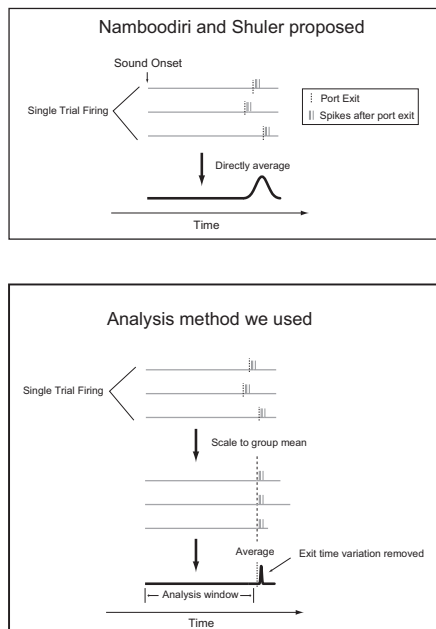 Namboodiri and Shuler proposed
Sound Onset
Single Trial Firing
Port Exit
Spikes after port exit
Directly average
Time
Analysis method we used
Single Trial Firing
Scale to group mean
Average
Exit time variation removed
Analysis window
Time